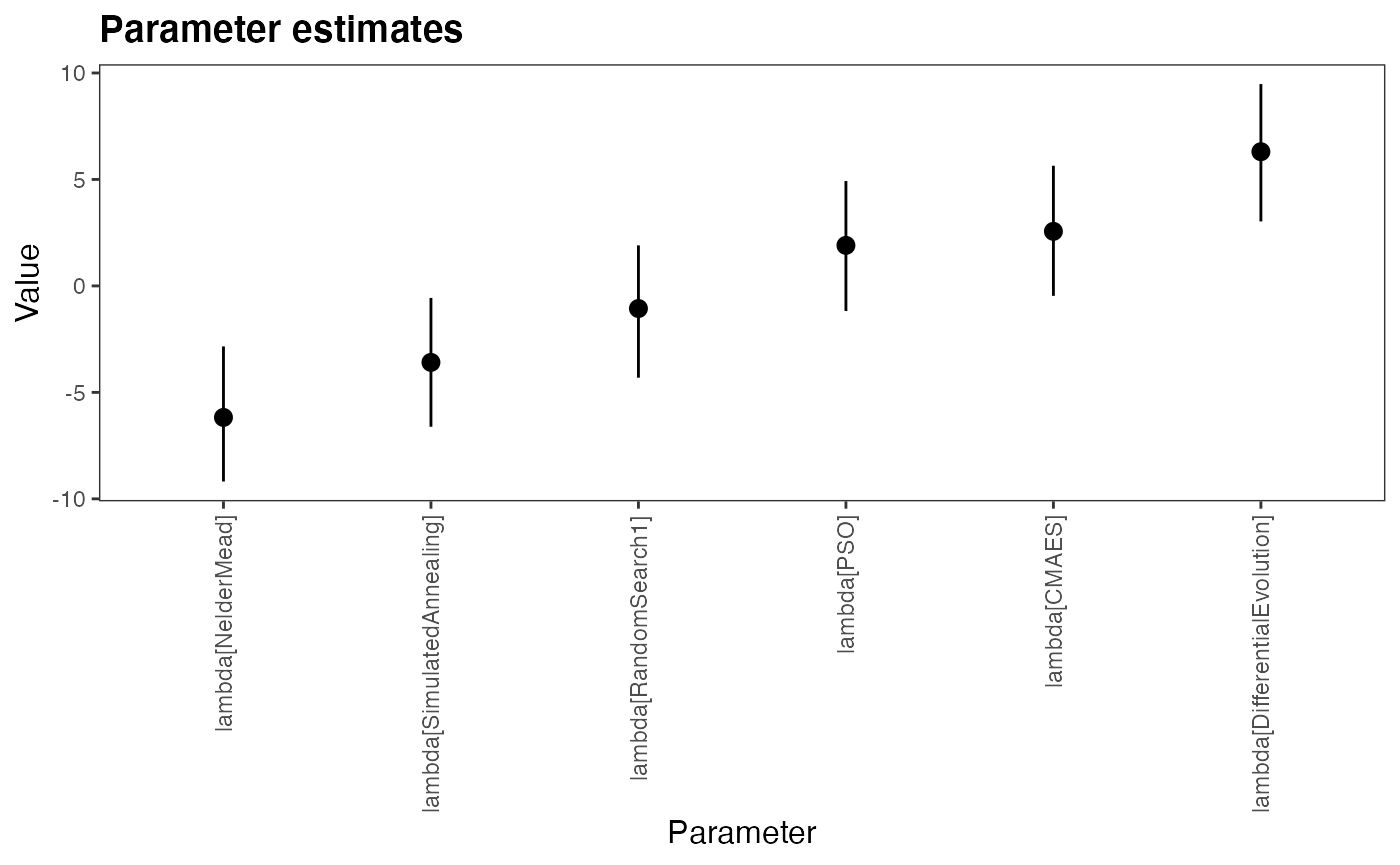 Parameter estimates
10
5
0
-5
-10
Value
lambda[NelderMead]
lambda[SimulatedAnnealing]
lambda[RandomSearch1]
lambda[PSO]
lambda[CMAES]
lambda[DifferentialEvolution]
Parameter